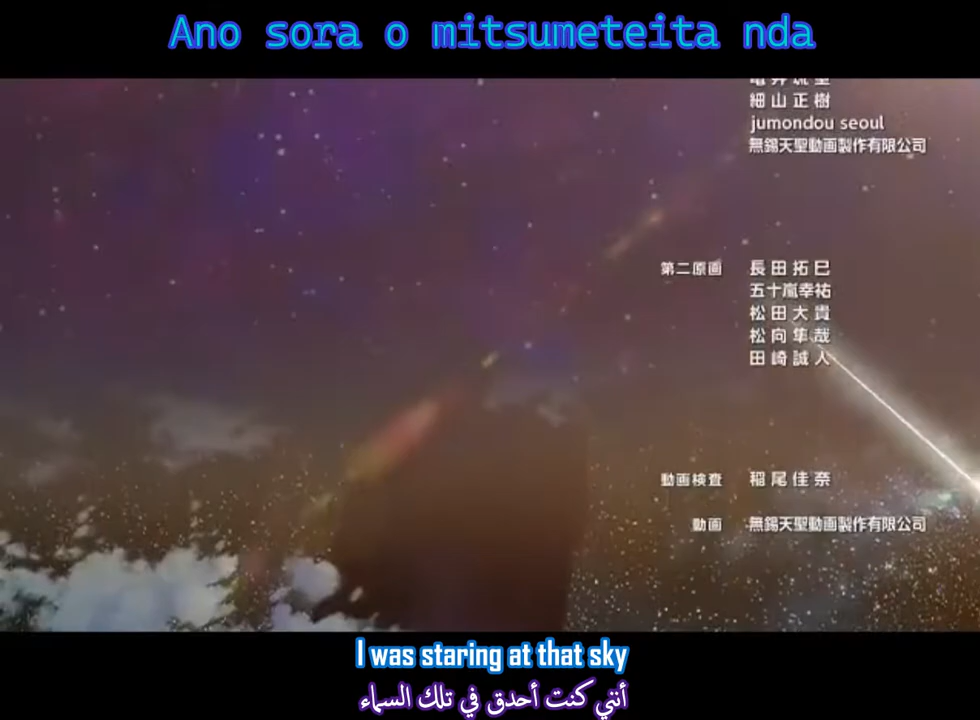 Ano sora o mitsumeteita nda
細山正樹
jumondou seoul
無錫天聖動画製作有限公司
第二原画 長田拓巳
五十嵐幸祐
松田大貴
松向隼哉
田崎誠人
動画検査 稲尾佳奈
動画 無錫天聖動画製作有限公司
I was staring at that sky
أنني كنت أحدق في تلك السماء